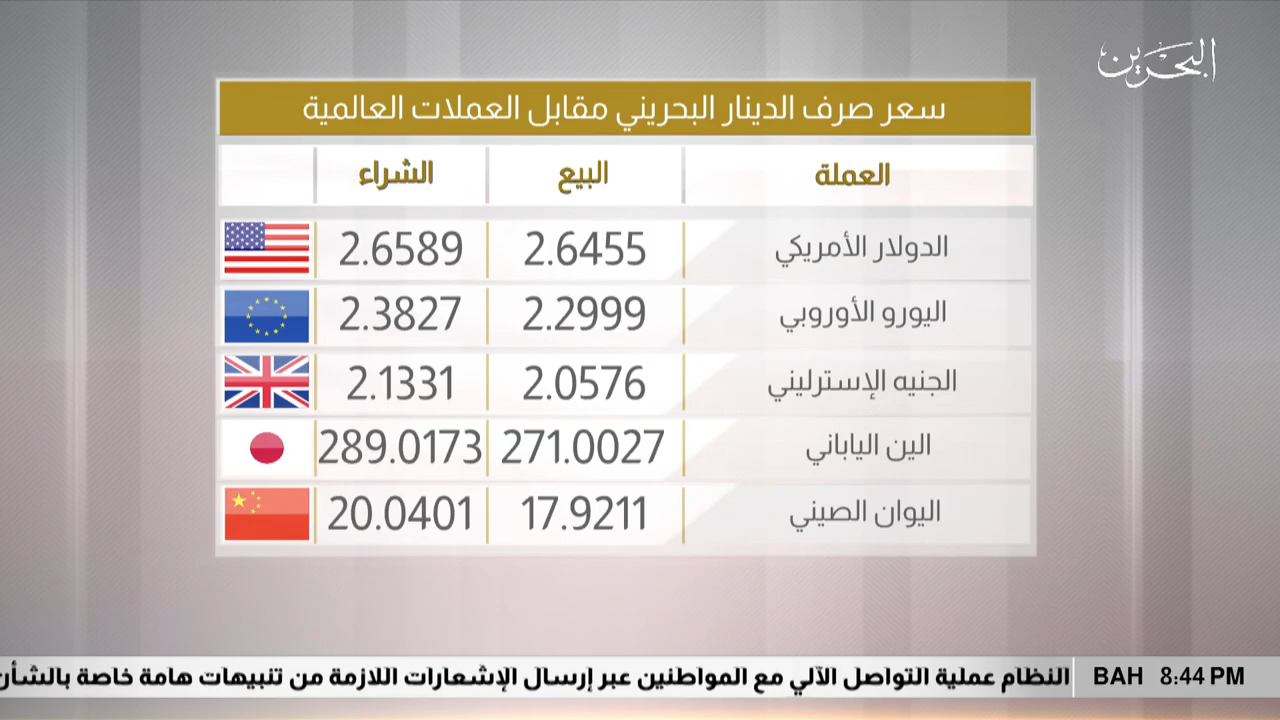 البحرين
سعر صرف الدينار البحريني مقابل العملات العالمية
العملة البيع الشراء
الدولار الأمريكي 2.6455 2.6589
اليورو الأوروبي 2.2999 2.3827
الجنيه الإسترليني 2.0576 2.1331
الين الياباني 271.0027 289.0173
اليوان الصيني 17.9211 20.0401
BAH 8:44 PM
النظام عملية التواصل الآلي مع المواطنين عبر إرسال الإشعارات اللازمة من تنبيهات هامة خاصة بالشأن